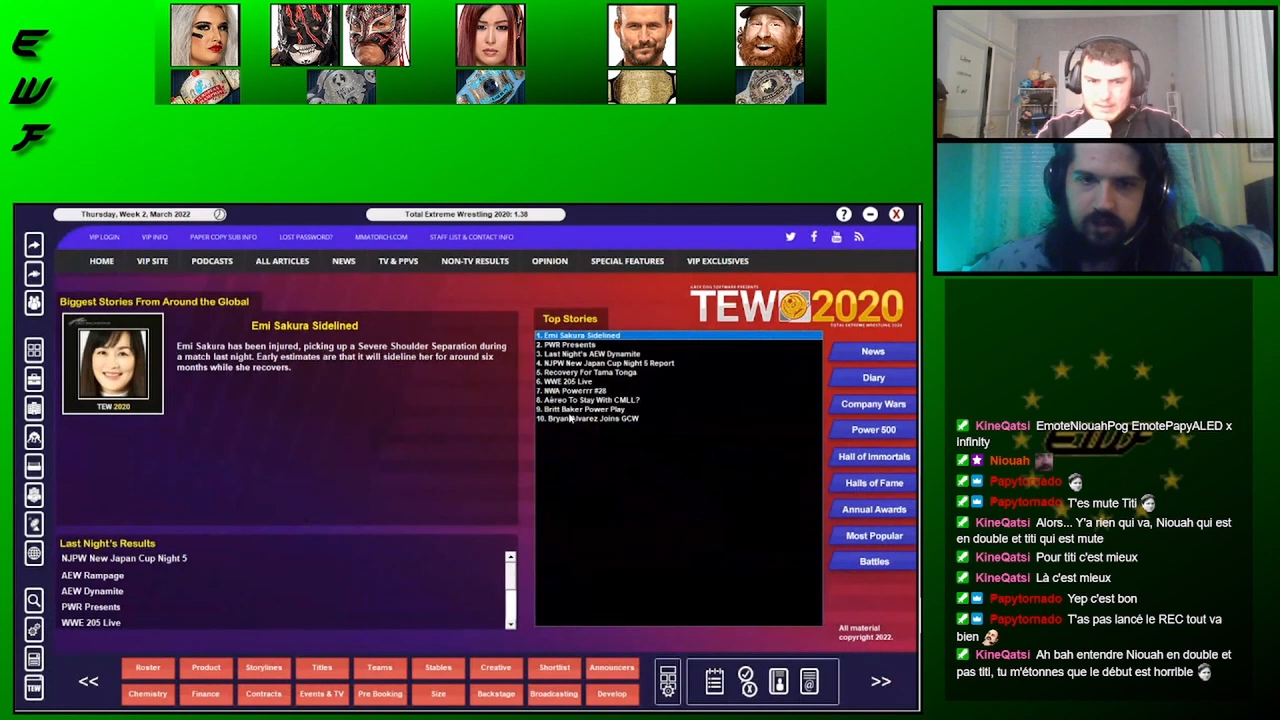 E
W
F
Thursday, Week 2, March 2022
Total Extreme Wrestling 2020: 1.38
?
VIP LOGIN
VIP INFO
PAPER COPY SUB INFO
LOST PASSWORD?
MMATORCH.COM
STAFF LIST & CONTACT INFO
HOME
VIP SITE
PODCASTS
ALL ARTICLES
NEWS
TV & PPVS
NON-TV RESULTS
OPINION
SPECIAL FEATURES
VIP EXCLUSIVES
TEW 2020
Biggest Stories From Around the Global
Emi Sakura Sidelined
Emi Sakura has been injured, picking up a Severe Shoulder Separation during
a match last night. Early estimates are that it will sideline her for around six
months while she recovers.
TEW 2020
Top Stories
1. Emi Sakura Sidelined
2. PWR Presents
3. Last Night's AEW Dynamite
4. NJPW New Japan Cup Night 5 Report
5. Recovery For Tama Tonga
6. WWE 205 Live
7. NWA Powerrr #28
8. Aéreo To Stay With CMLL?
9. Britt Baker Power Play
10. Bryan Alvarez Joins GCW
News
Diary
Company Wars
Power 500
Hall of Immortals
Halls of Fame
Annual Awards
Most Popular
Battles
All material
copyright 2022.
Last Night's Results
NJPW New Japan Cup Night 5
AEW Rampage
AEW Dynamite
PWR Presents
WWE 205 Live
TEW
<<
Roster
Product
Storylines
Titles
Teams
Stables
Creative
Shortlist
Announcers
Chemistry
Finance
Contracts
Events & TV
Pre Booking
Size
Backstage
Broadcasting
Develop
>>
KineQatsi EmoteNiouahPog EmotePapyALED x
infinity
Niouah
Papytornado
Papytornado T'es mute Titi
KineQatsi Alors... Y'a rien qui va, Niouah qui est
en double et titi qui est mute
KineQatsi Pour titi c'est mieux
KineQatsi Là c'est mieux
Papytornado Yep c'est bon
Papytornado T'as pas lancé le REC tout va
bien
KineQatsi Ah bah entendre Niouah en double et
pas titi, tu m'étonnes que le début est horrible